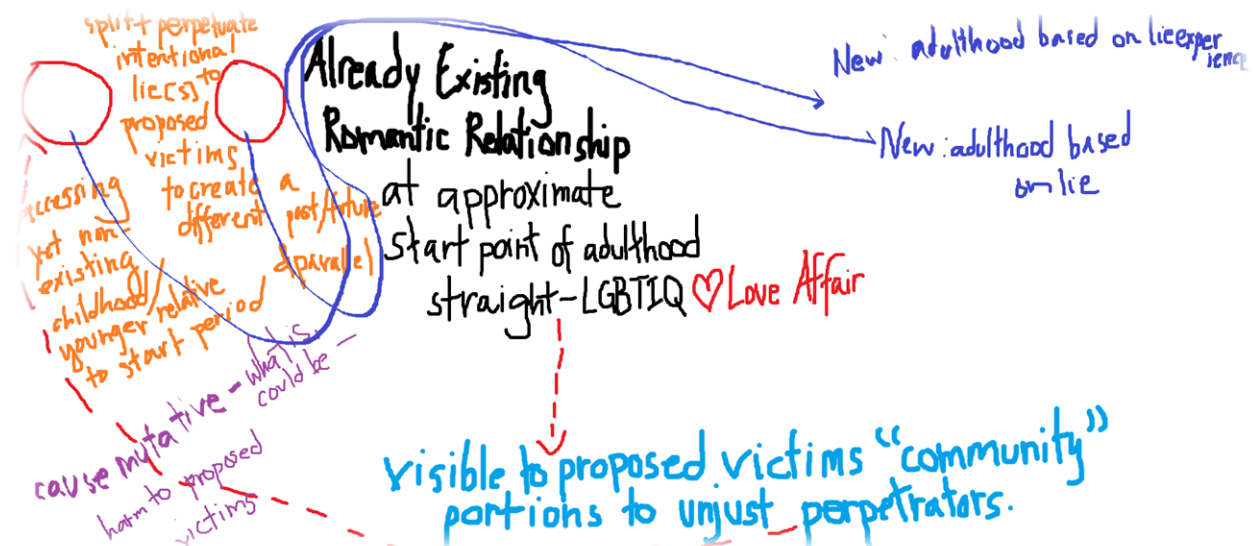 split + perpetuate
intentional
lie(s) to
proposed
victims
to create a
different past/future
(parallel)
accessing
yet non-
existing
childhood/
younger relative
to start period
cause mutative - what is,
could be -
harm to proposed
victims
Already Existing
Romantic Relationship
at approximate
start point of adulthood
straight-LGBTIQ ♡ Love Affair
visible to proposed victims "community"
portions to unjust perpetrators.
New: adulthood based on lie experience
New: adulthood based
on lie